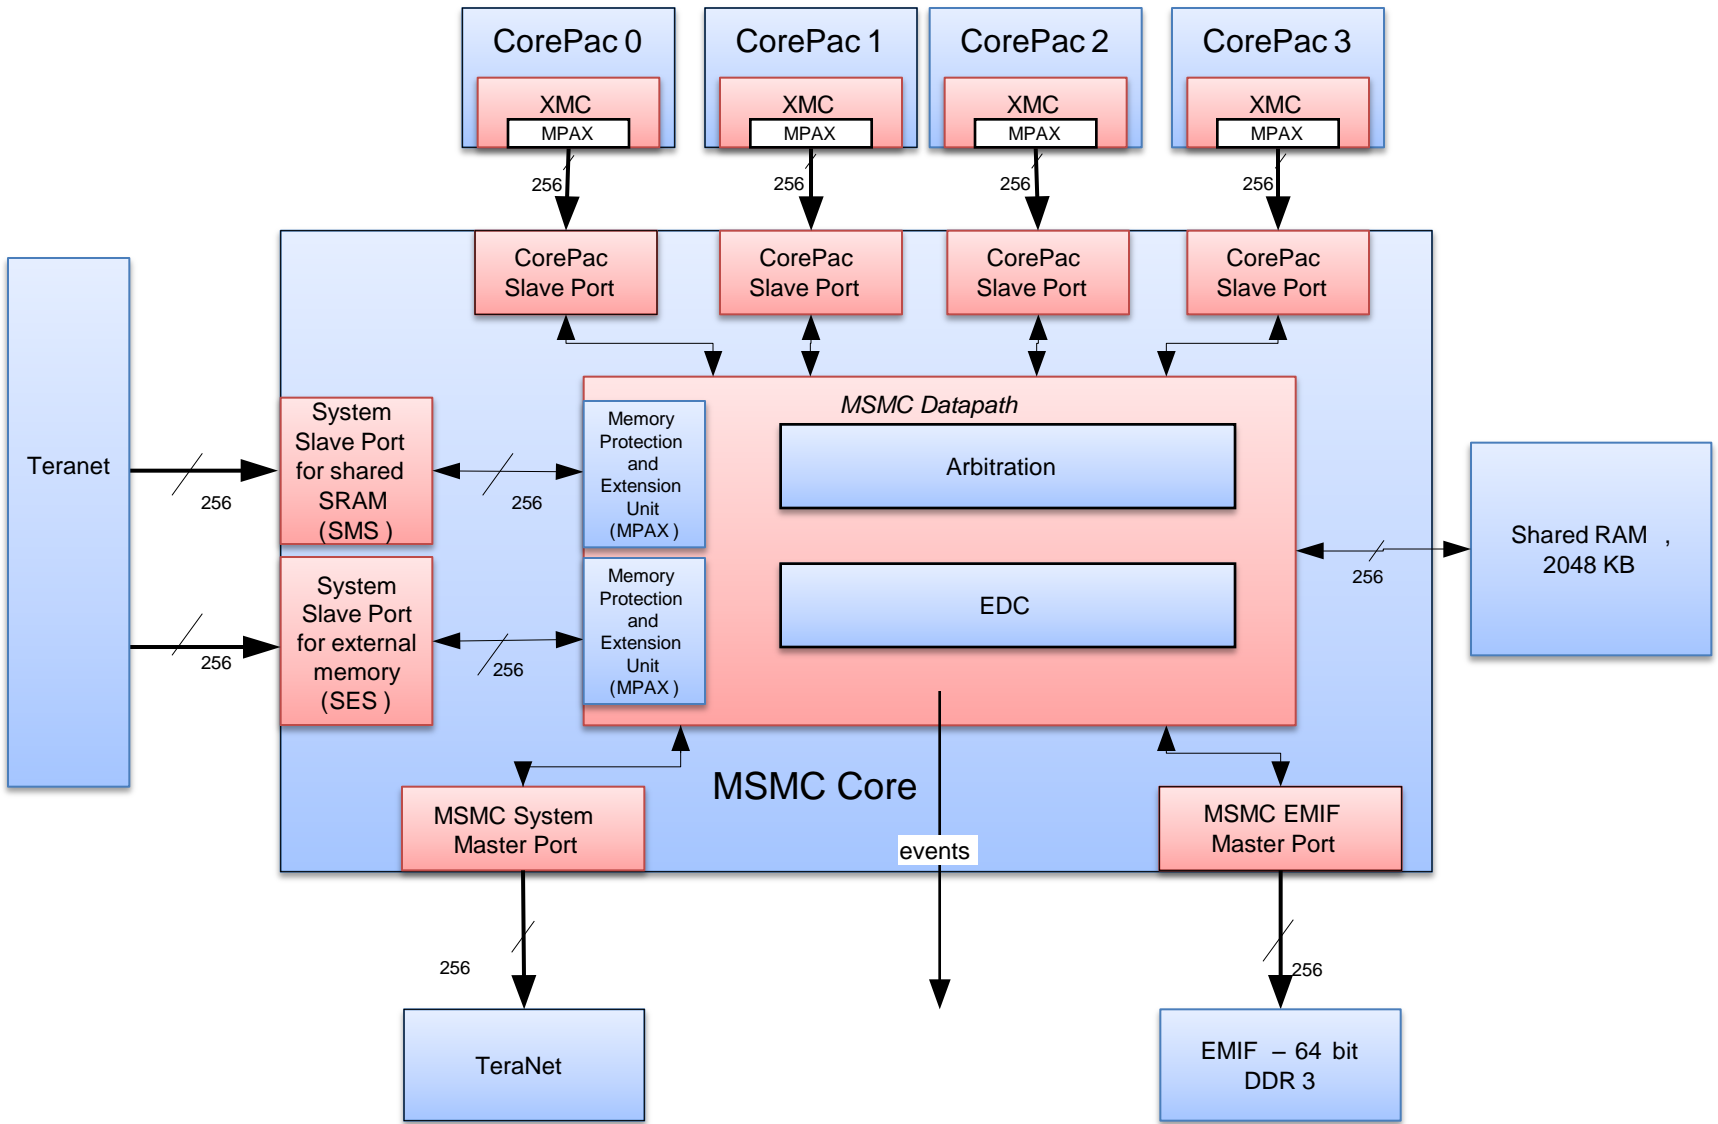 CorePac 0
CorePac 1
CorePac 2
CorePac 3
XMC
XMC
XMC
XMC
MPAX
MPAX
MPAX
MPAX
256
256
256
256
CorePac
Slave Port
CorePac
Slave Port
CorePac
Slave Port
CorePac
Slave Port
Teranet
256
256
System
Slave Port
for shared
SRAM
(SMS )
256
Memory
Protection
and
Extension
Unit
(MPAX )
System
Slave Port
for external
memory
(SES )
256
Memory
Protection
and
Extension
Unit
(MPAX )
MSMC Datapath
Arbitration
EDC
256
Shared RAM ,
2048 KB
MSMC Core
MSMC System
Master Port
events
MSMC EMIF
Master Port
256
256
TeraNet
EMIF – 64 bit
DDR 3